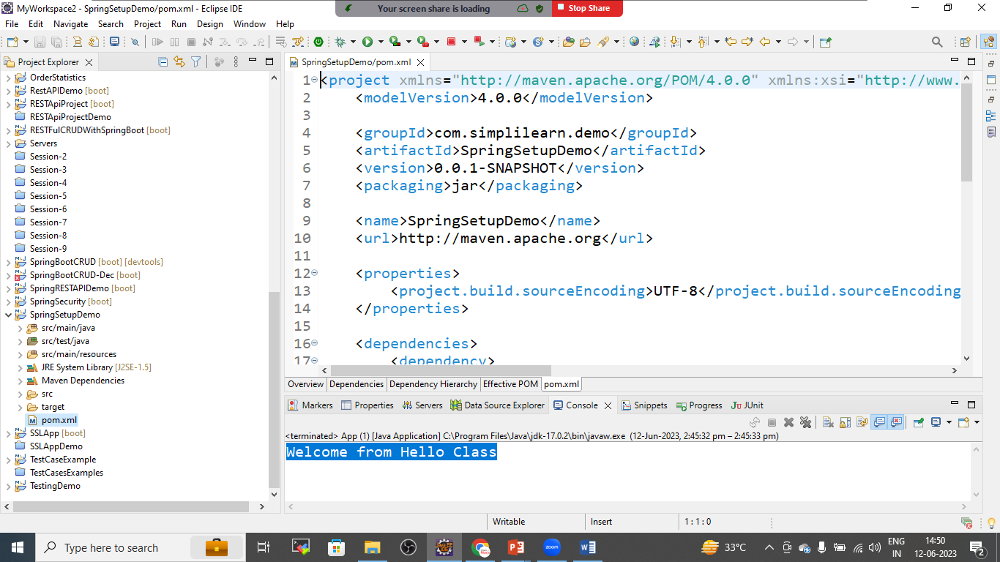 MyWorkspace2 - SpringSetupDemo/pom.xml - Eclipse IDE
Your screen share is loading
Stop Share
File Edit Navigate Search Project Run Design Window Help
Project Explorer
OrderStatistics
RestAPIDemo [boot]
RESTApiProject [boot]
RESTApiProjectDemo
RESTFulCRUDWithSpringBoot [boot]
Servers
Session-2
Session-3
Session-4
Session-5
Session-6
Session-7
Session-8
Session-9
SpringBootCRUD [boot] [devtools]
SpringBootCRUD-Dec [boot]
SpringRESTAPIDemo [boot]
SpringSecurity [boot]
SpringSetupDemo
src/main/java
src/test/java
src/main/resources
JRE System Library [J2SE-1.5]
Maven Dependencies
src
target
pom.xml
SSLApp [boot]
SSLAppDemo
TestCaseExample
TestCasesExamples
TestingDemo
SpringSetupDemo/pom.xml
1 <project xmlns="http://maven.apache.org/POM/4.0.0" xmlns:xsi="http://www.
2 <modelVersion>4.0.0</modelVersion>
3
4 <groupId>com.simplilearn.demo</groupId>
5 <artifactId>SpringSetupDemo</artifactId>
6 <version>0.0.1-SNAPSHOT</version>
7 <packaging>jar</packaging>
8
9 <name>SpringSetupDemo</name>
10 <url>http://maven.apache.org</url>
11
12 <properties>
13 <project.build.sourceEncoding>UTF-8</project.build.sourceEncoding
14 </properties>
15
16 <dependencies>
17 <dependency>
Overview Dependencies Dependency Hierarchy Effective POM pom.xml
Markers Properties Servers Data Source Explorer Console Snippets Progress JUnit
<terminated> App (1) [Java Application] C:\Program Files\Java\jdk-17.0.2\bin\javaw.exe (12-Jun-2023, 2:45:32 pm – 2:45:33 pm)
Welcome from Hello Class
Writable Insert 1 : 1 : 0
Type here to search
33°C
ENG
IN
14:50
12-06-2023
2